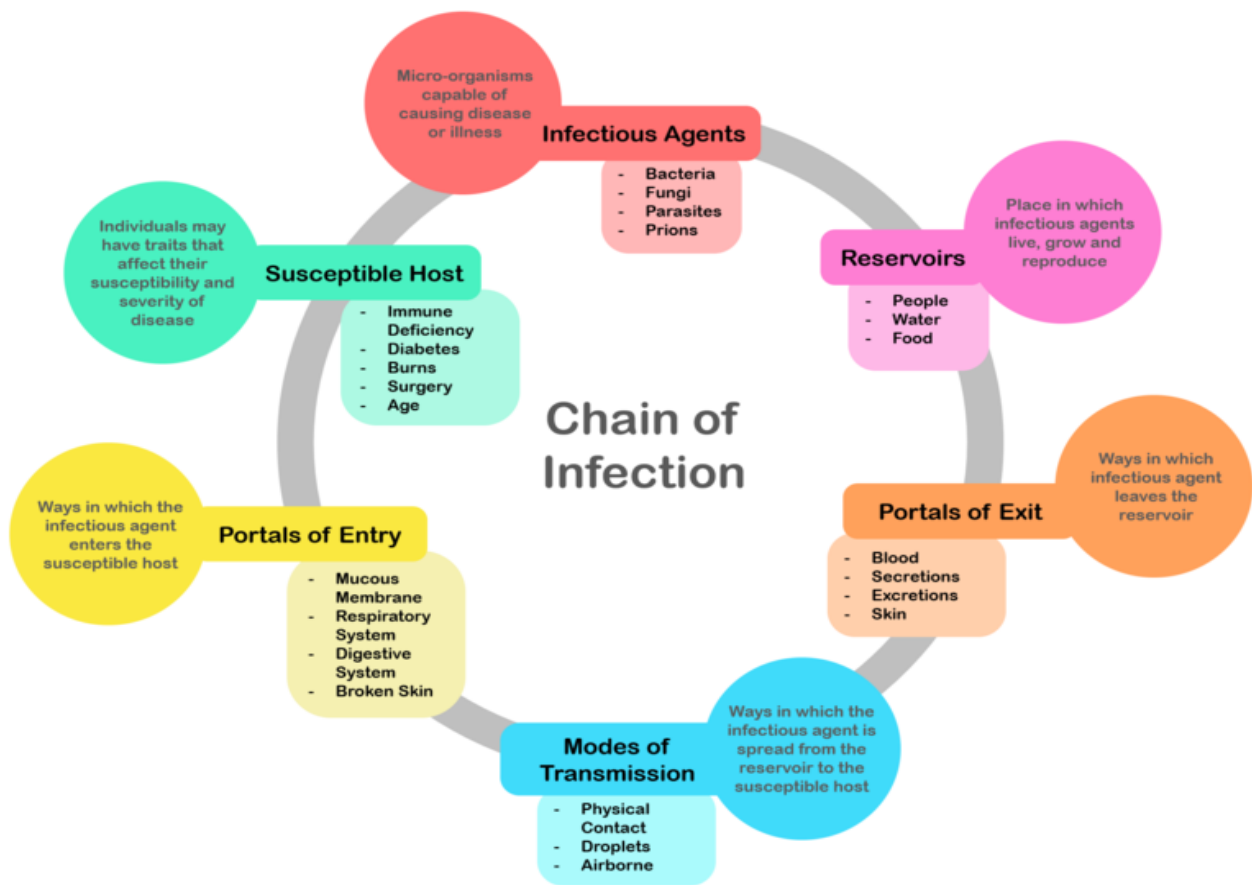 Micro-organisms
capable of
causing disease
or illness
Infectious Agents
- Bacteria
- Fungi
- Parasites
- Prions
Place in which
infectious agents
live, grow and
reproduce
Reservoirs
- People
- Water
- Food
Ways in which
infectious agent
leaves the
reservoir
Portals of Exit
- Blood
- Secretions
- Excretions
- Skin
Ways in which the
infectious agent is
spread from the
reservoir to the
susceptible host
Modes of
Transmission
- Physical
Contact
- Droplets
- Airborne
Ways in which the
infectious agent
enters the
susceptible host
Portals of Entry
- Mucous
Membrane
- Respiratory
System
- Digestive
System
- Broken Skin
Individuals may
have traits that
affect their
susceptibility and
severity of
disease
Susceptible Host
- Immune
Deficiency
- Diabetes
- Burns
- Surgery
- Age
Chain of
Infection